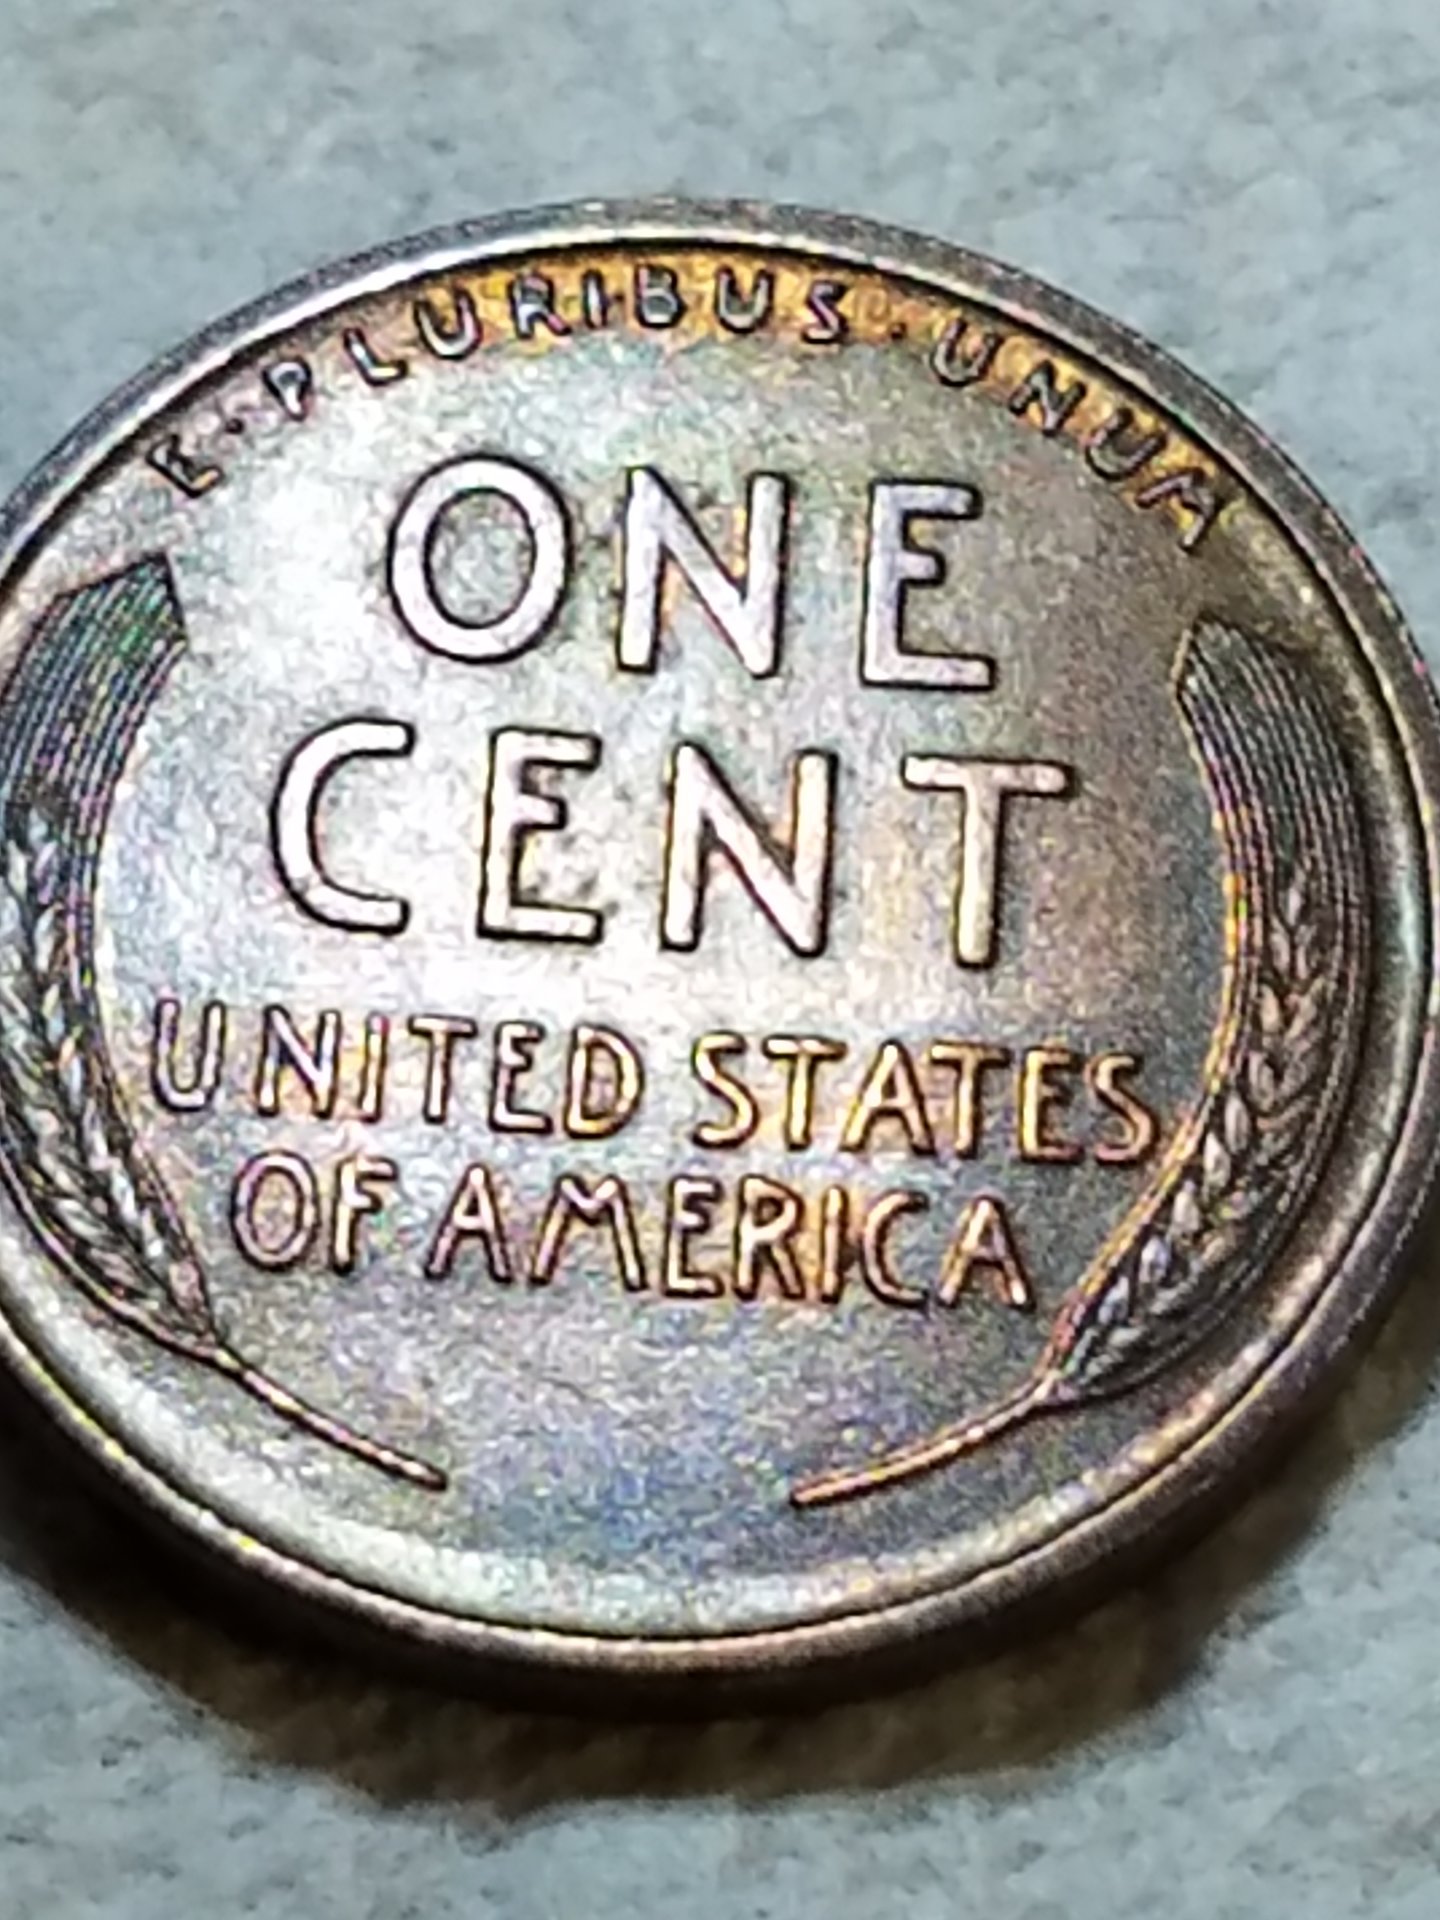 E·PLURIBUS·UNUM
ONE
CENT
UNITED STATES
OF AMERICA